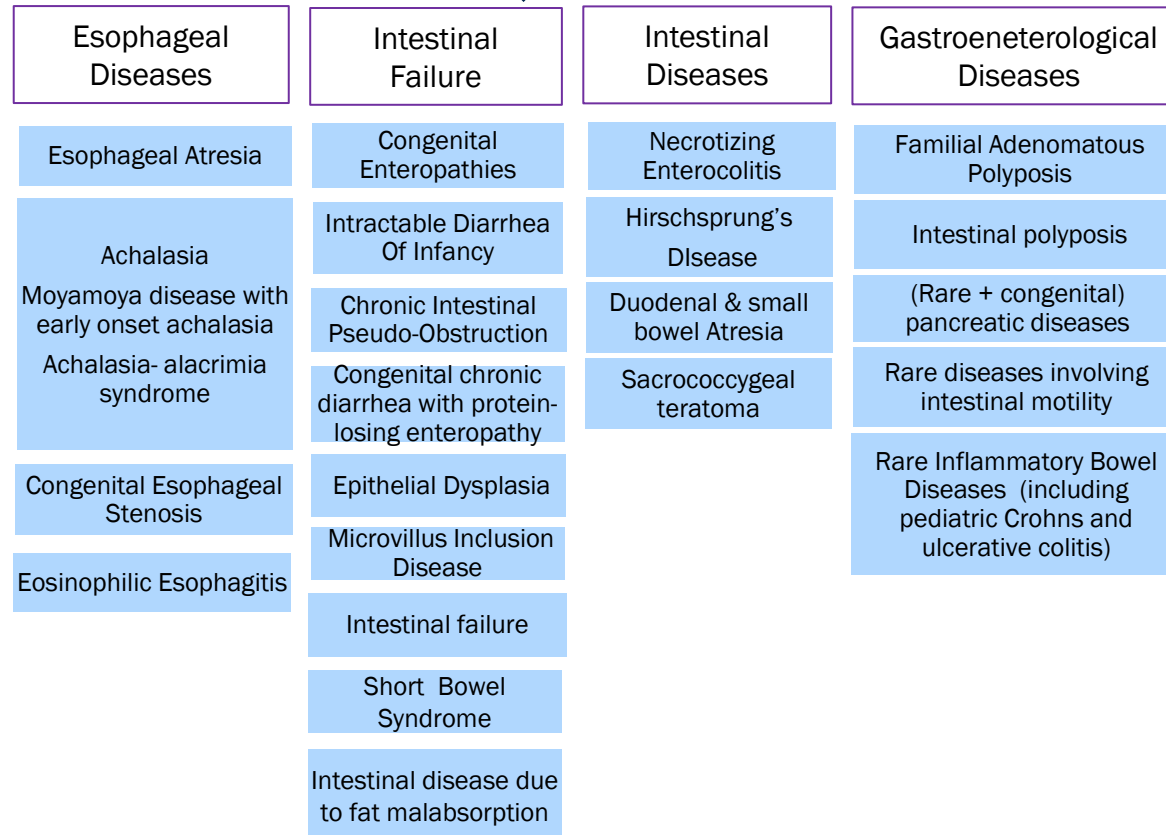 Esophageal
Diseases
Esophageal Atresia
Achalasia
Moyamoya disease with
early onset achalasia
Achalasia- alacrimia
syndrome
Congenital Esophageal
Stenosis
Eosinophilic Esophagitis
Intestinal
Failure
Congenital
Enteropathies
Intractable Diarrhea
Of Infancy
Chronic Intestinal
Pseudo-Obstruction
Congenital chronic
diarrhea with protein-
losing enteropathy
Epithelial Dysplasia
Microvillus Inclusion
Disease
Intestinal failure
Short Bowel
Syndrome
Intestinal disease due
to fat malabsorption
Intestinal
Diseases
Necrotizing
Enterocolitis
Hirschsprung's
DIsease
Duodenal & small
bowel Atresia
Sacrococcygeal
teratoma
Gastroeneterological
Diseases
Familial Adenomatous
Polyposis
Intestinal polyposis
(Rare + congenital)
pancreatic diseases
Rare diseases involving
intestinal motility
Rare Inflammatory Bowel
Diseases (including
pediatric Crohns and
ulcerative colitis)